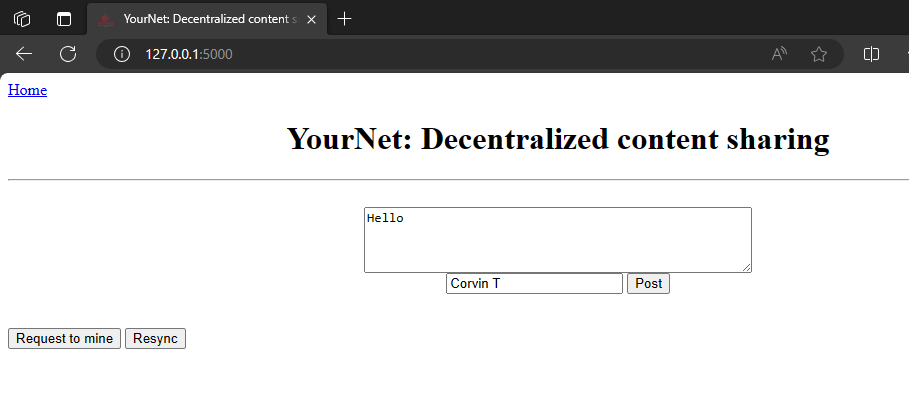 YourNet: Decentralized content s
127.0.0.1:5000
Home
YourNet: Decentralized content sharing
Hello
Corvin T Post
Request to mine Resync